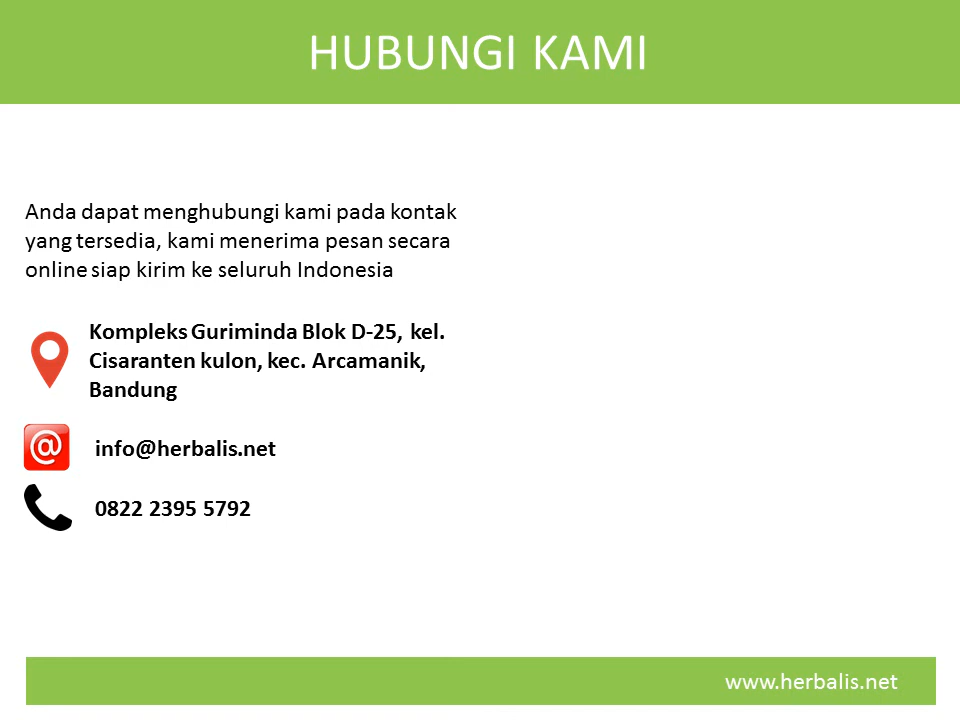 HUBUNGI KAMI
Anda dapat menghubungi kami pada kontak
yang tersedia, kami menerima pesan secara
online siap kirim ke seluruh Indonesia
Kompleks Guriminda Blok D-25, kel.
Cisaranten kulon, kec. Arcamanik,
Bandung
@
info@herbalis.net
0822 2395 5792
www.herbalis.net